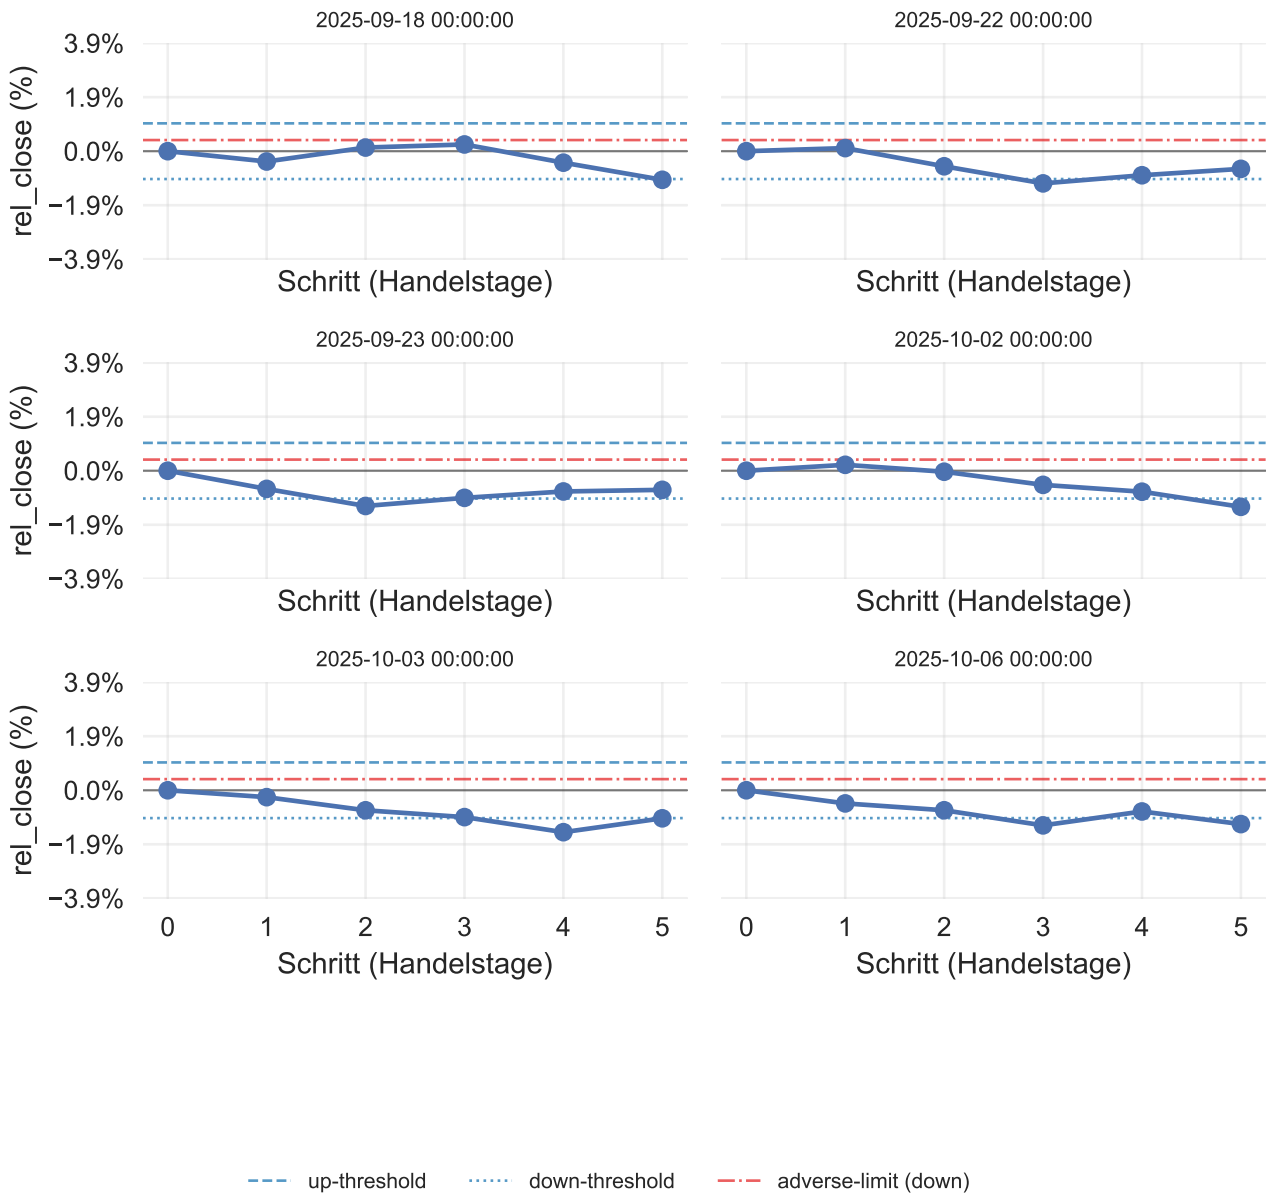 2025-09-18 00:00:00
2025-09-22 00:00:00
3.9%
1.9%
0.0%
−1.9%
−3.9%
rel_close (%)
Schritt (Handelstage)
Schritt (Handelstage)
2025-09-23 00:00:00
2025-10-02 00:00:00
3.9%
1.9%
0.0%
−1.9%
−3.9%
rel_close (%)
Schritt (Handelstage)
Schritt (Handelstage)
2025-10-03 00:00:00
2025-10-06 00:00:00
3.9%
1.9%
0.0%
−1.9%
−3.9%
rel_close (%)
0 1 2 3 4 5
0 1 2 3 4 5
Schritt (Handelstage)
Schritt (Handelstage)
up-threshold
down-threshold
adverse-limit (down)